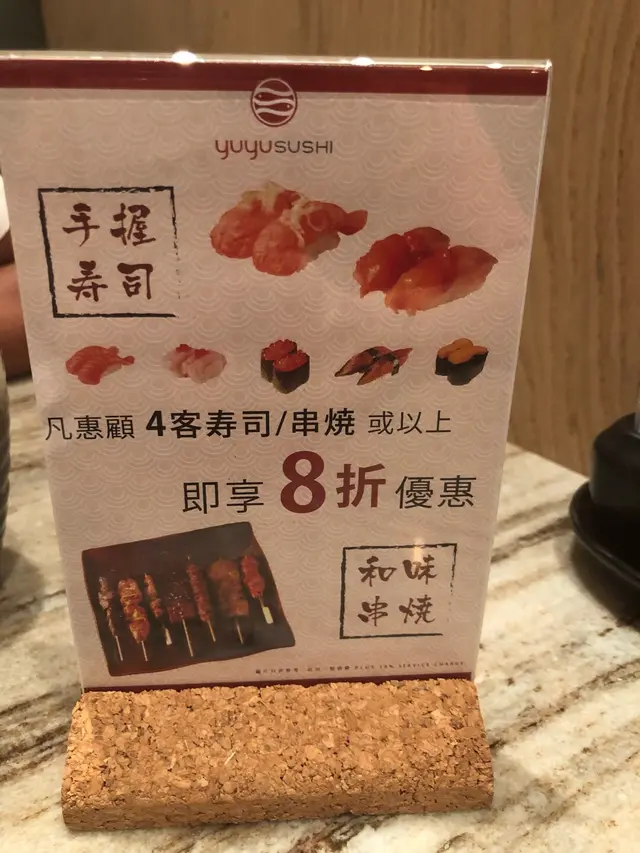 yuyuSUSHI
手握
寿司
凡惠顧 4客寿司/串燒 或以上
即享 8折 優惠
和味
串燒
PLUS 10% SERVICE CHARGE